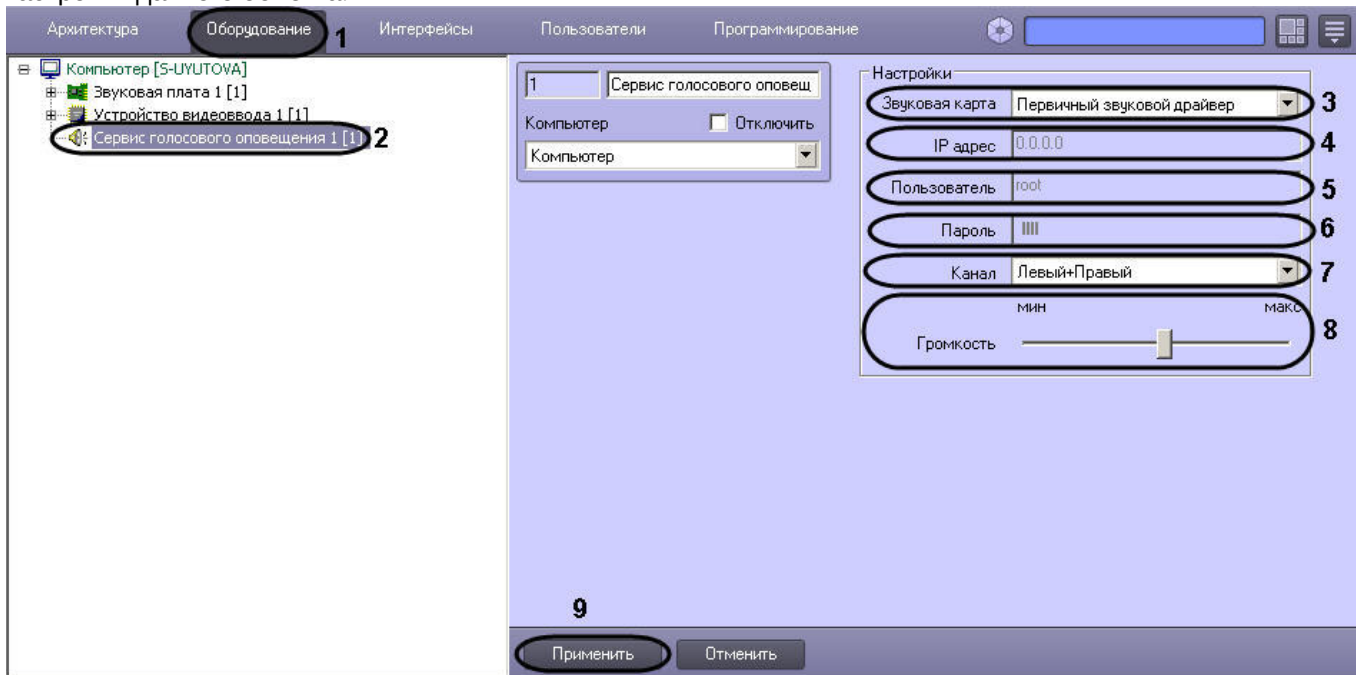 Архитектура Оборудование 1 Интерфейсы Пользователи Программирование
Компьютер [S-UYUTOVA]
Звуковая плата 1 [1]
Устройство видеоввода 1 [1]
Сервис голосового оповещения 1 [1] 2
1 Сервис голосового оповещ
Компьютер Отключить
Компьютер
Настройки
Звуковая карта Первичный звуковой драйвер 3
IP адрес 0.0.0.0 4
Пользователь root 5
Пароль 6
Канал Левый+Правый 7
мин макс
Громкость 8
9
Применить Отменить